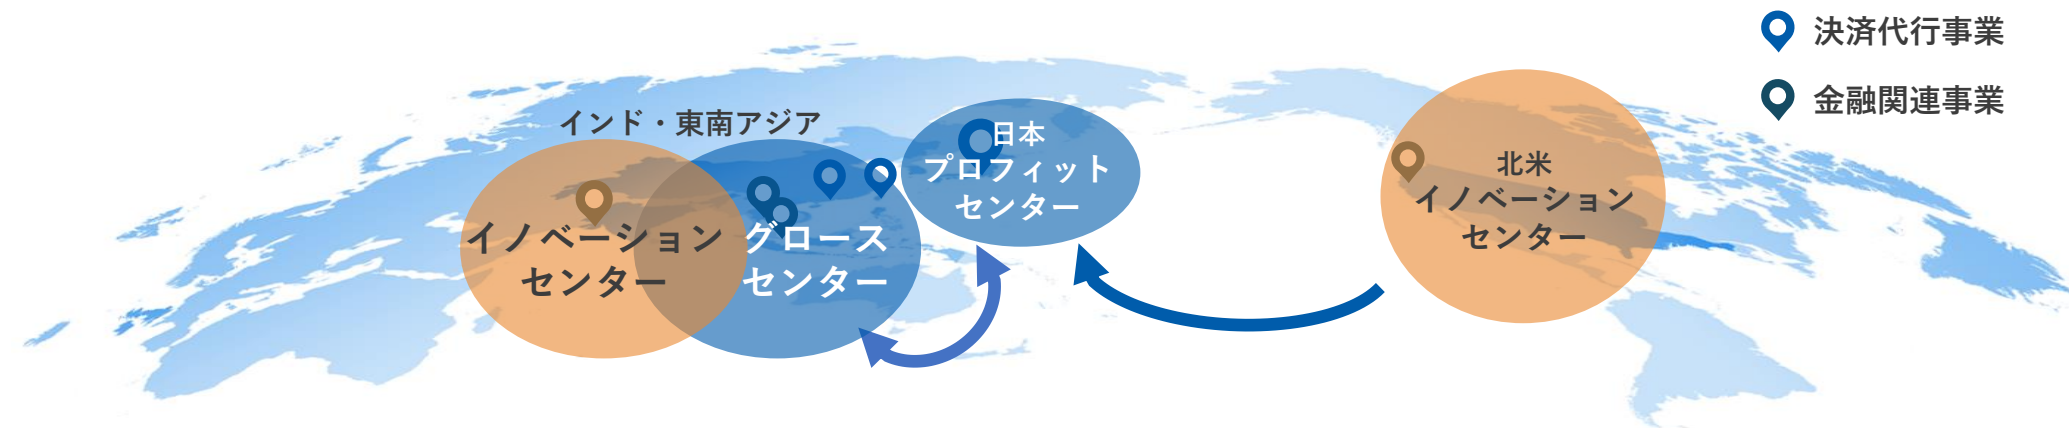 決済代行事業
金融関連事業
インド・東南アジア
イノベーション
センター
グロース
センター
日本
プロフィット
センター
北米
イノベーション
センター